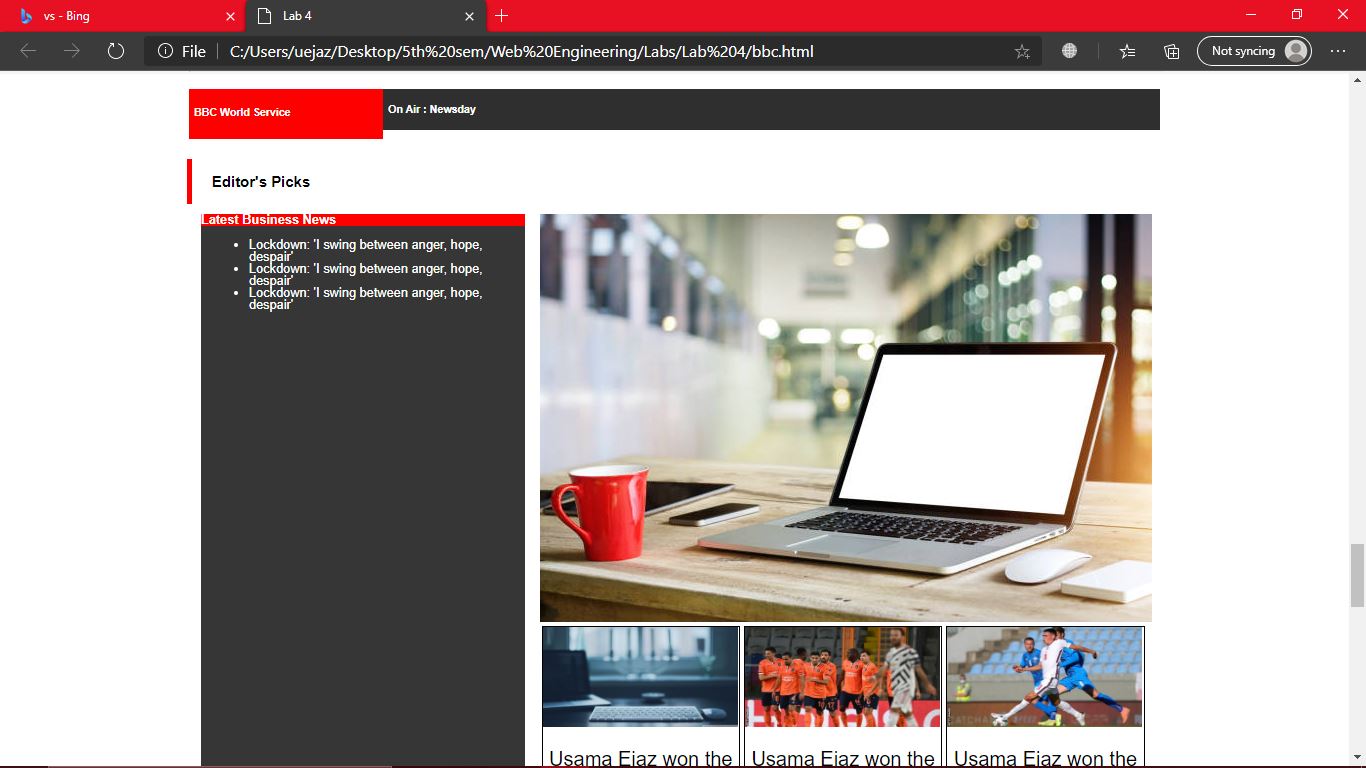 vs - Bing
Lab 4
File
C:/Users/uejaz/Desktop/5th%20sem/Web%20Engineering/Labs/Lab%204/bbc.html
Not syncing
BBC World Service
On Air : Newsday
Editor's Picks
Latest Business News
Lockdown: 'I swing between anger, hope,
despair'
Lockdown: 'I swing between anger, hope,
despair'
Lockdown: 'I swing between anger, hope,
despair'
Usama Ejaz won the
Usama Ejaz won the
Usama Ejaz won the